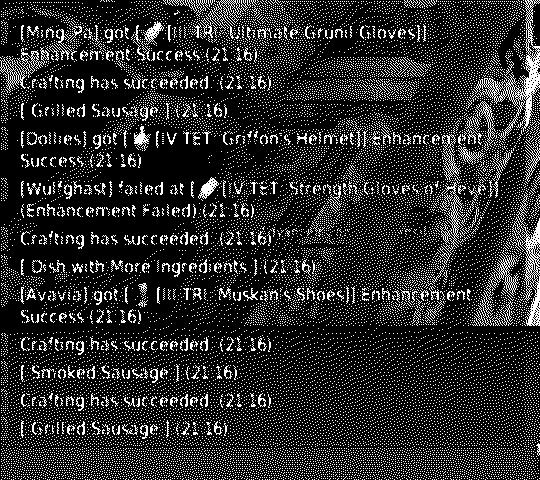 [Ming_Pa] got [ [III TRI: Ultimate Grunil Gloves]]
Enhancement Success (21:16)
Crafting has succeeded. (21:16)
[ Grilled Sausage ] (21:16)
[Dollies] got [ [IV TET: Griffon's Helmet]] Enhancement
Success (21:16)
[Wulfghast] failed at [ [IV TET: Strength Gloves of Heve]]
(Enhancement Failed) (21:16)
Crafting has succeeded. (21:16)
[ Dish with More Ingredients ] (21:16)
[Avavia] got [ [III TRI: Muskan's Shoes]] Enhancement
Success (21:16)
Crafting has succeeded. (21:16)
[ Smoked Sausage ] (21:16)
Crafting has succeeded. (21:16)
[ Grilled Sausage ] (21:16)